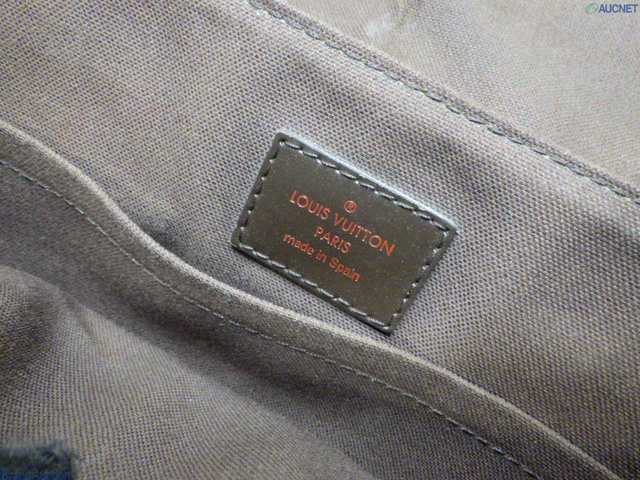 AUCNET
®
LOUIS VUITTON
PARIS
made in Spain